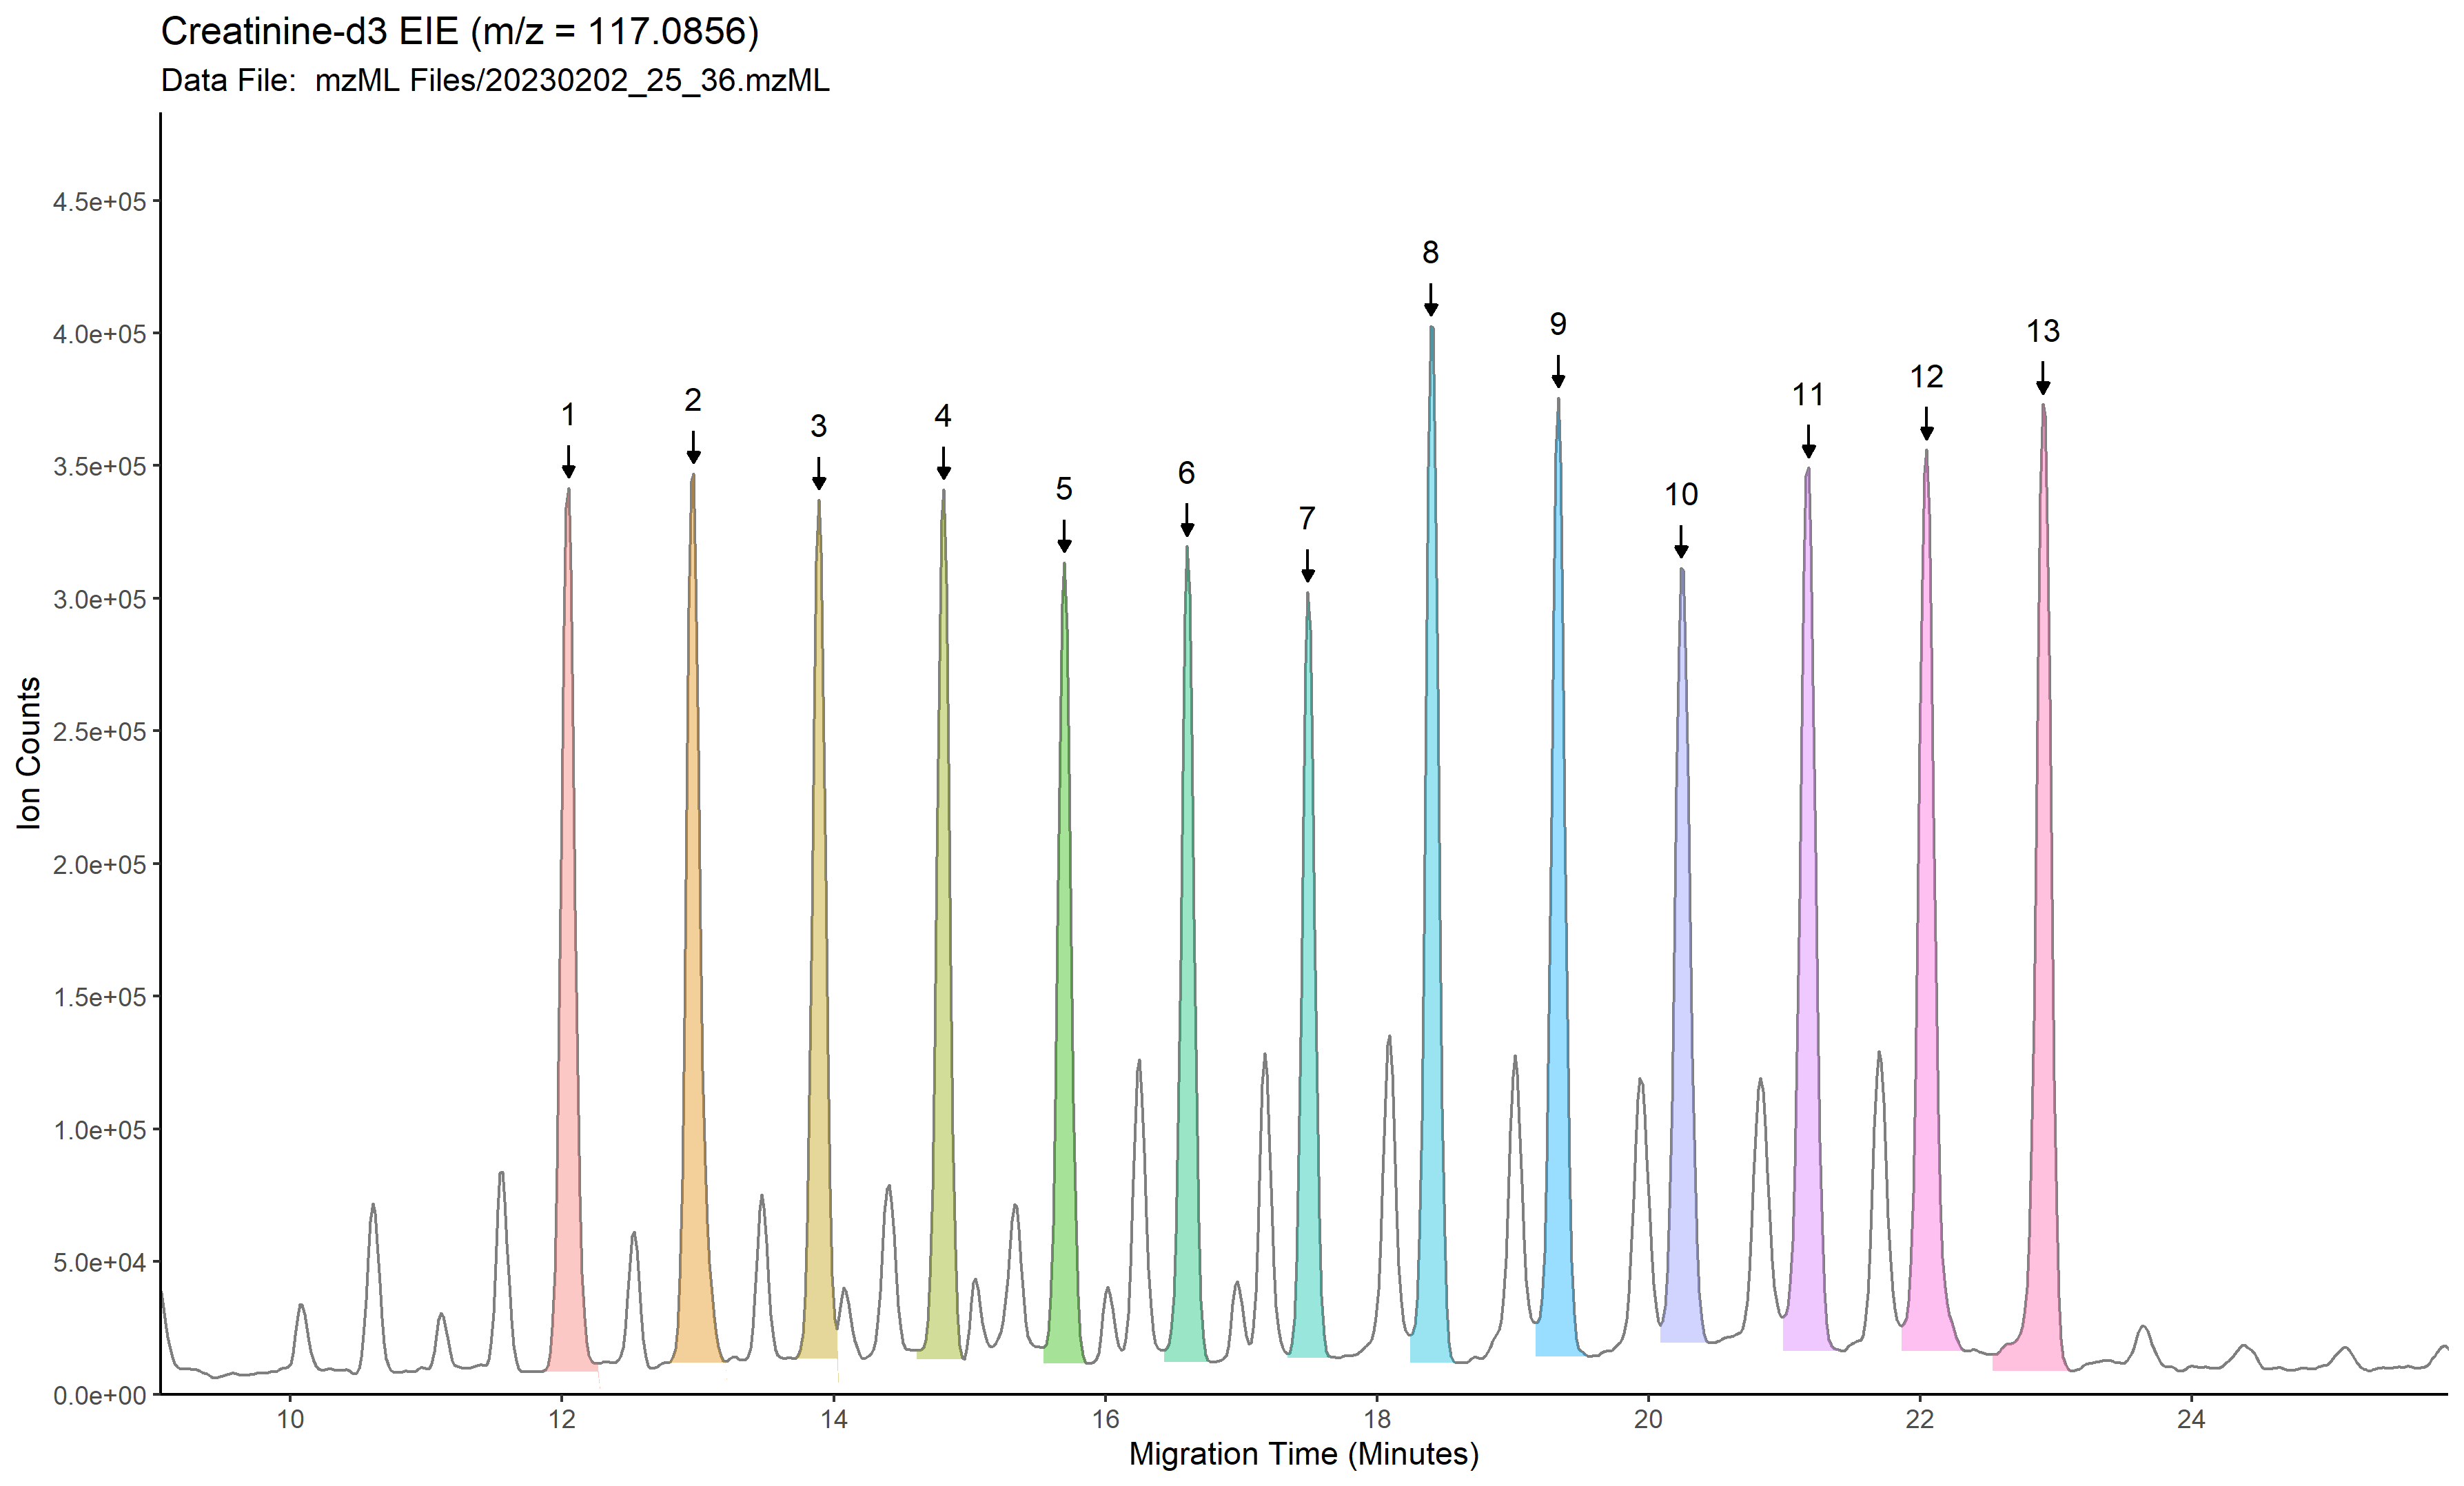 Creatinine-d3 EIE (m/z = 117.0856)
Data File:  mzML Files/20230202_25_36.mzML
Ion Counts
4.5e+05
4.0e+05
3.5e+05
3.0e+05
2.5e+05
2.0e+05
1.5e+05
1.0e+05
5.0e+04
0.0e+00
1
2
3
4
5
6
7
8
9
10
11
12
13
10
12
14
16
18
20
22
24
Migration Time (Minutes)